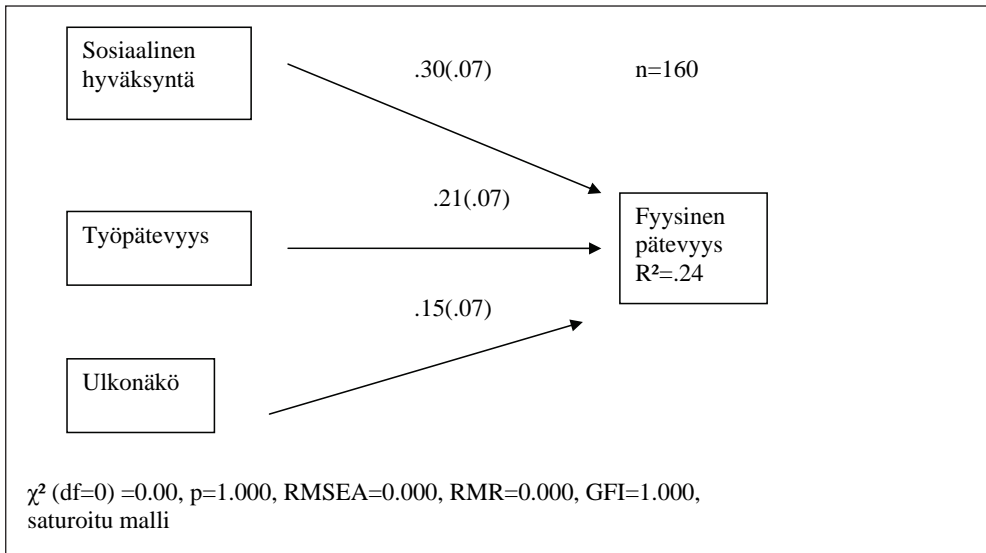 Sosiaalinen
hyväksyntä
.30(.07)
n=160
.21(.07)
Työpätevyys
Fyysinen
pätevyys
R²=.24
.15(.07)
Ulkonäkö
χ² (df=0) =0.00, p=1.000, RMSEA=0.000, RMR=0.000, GFI=1.000,
saturoitu malli